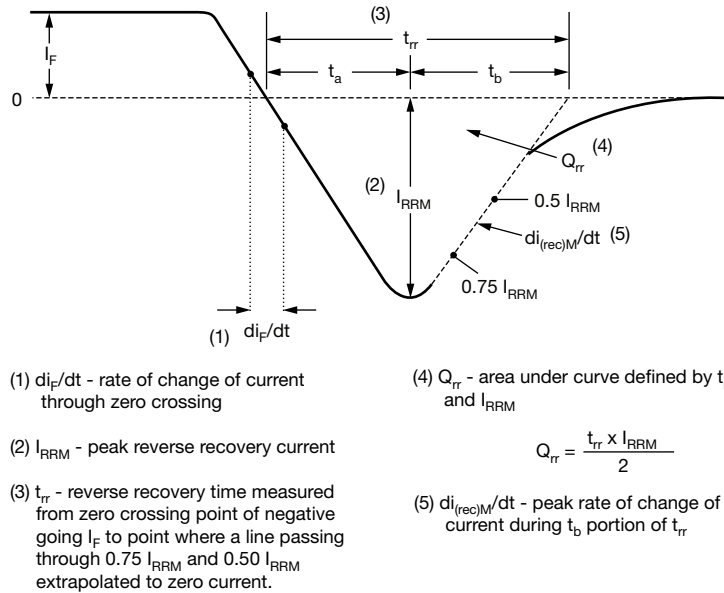 (3)
t_rr
I_F
t_a
t_b
0
Q_rr (4)
(2) I_RRM
0.5 I_RRM
di_(rec)M/dt (5)
0.75 I_RRM
(1) di_F/dt
(1) di_F/dt - rate of change of current
through zero crossing
(2) I_RRM - peak reverse recovery current
(3) t_rr - reverse recovery time measured
from zero crossing point of negative
going I_F to point where a line passing
through 0.75 I_RRM and 0.50 I_RRM
extrapolated to zero current.
(4) Q_rr - area under curve defined by t
and I_RRM
Q_rr = t_rr x I_RRM
2
(5) di_(rec)M/dt - peak rate of change of
current during t_b portion of t_rr